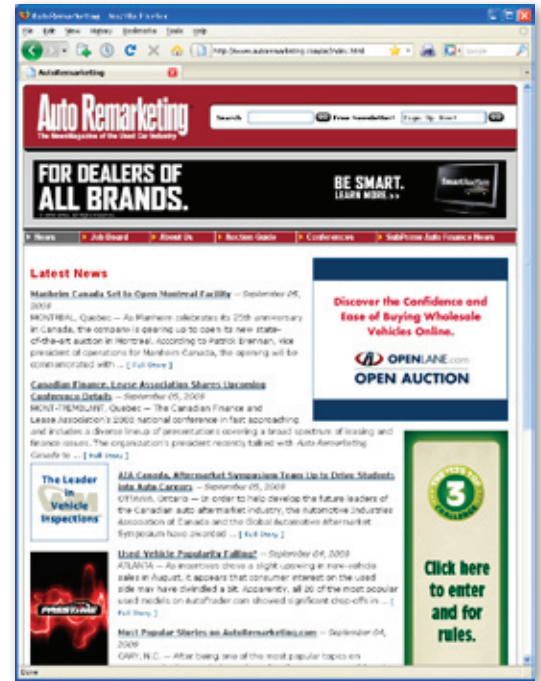 AutoRemarketing - Mozilla Firefox
File Edit View History Bookmarks Tools Help
AutoRemarketing
Auto Remarketing
The NewsMagazine of the Used Car Industry
Search
Free Newsletter!
Sign Up Now!
FOR DEALERS OF
ALL BRANDS.
BE SMART.
LEARN MORE >>
SmartAuction
News Job Board About Us Auction Guide Conferences SubPrime Auto Finance News
Latest News
Manheim Canada Set to Open Montreal Facility — September 05,
2008
MONTREAL, Quebec — As Manheim celebrates its 25th anniversary
in Canada, the company is gearing up to open its new state-
of-the-art auction in Montreal. According to Patrick Brennan, vice
president of operations for Manheim Canada, the opening will be
commemorated with ... [ Full Story ]
Discover the Confidence and
Ease of Buying Wholesale
Vehicles Online.
OPENLANE.com
OPEN AUCTION
Canadian Finance, Lease Association Shares Upcoming
Conference Details — September 05, 2008
MONT-TREMBLANT, Quebec — The Canadian Finance and
Lease Association's 2008 national conference in fast approaching
and includes a diverse lineup of presentations covering a broad spectrum of leasing and
finance issues. The organization's president recently talked with Auto Remarketing
Canada to ... [ Full Story ]
The Leader
in
Vehicle
Inspections
AIA Canada, Aftermarket Symposium Team Up to Drive Students
into Auto Careers — September 05, 2008
OTTAWA, Ontario — In order to help develop the future leaders of
the Canadian auto aftermarket industry, the Automotive Industries
Association of Canada and the Global Automotive Aftermarket
Symposium have awarded ... [ Full Story ]
Used Vehicle Popularity Falling? — September 04, 2008
ATLANTA — As incentives drove a slight upswing in new-vehicle
sales in August, it appears that consumer interest on the used
side may have dwindled a bit. Apparently, all 20 of the most popular
used models on AutoTrader.com showed significant drop-offs in ... [
Full Story ]
Most Popular Stories on AutoRemarketing.com — September 04,
2008
CARY, N.C. — After being one of the most popular topics on
3
CHALLENGE
Click here
to enter
and for
rules.
Done